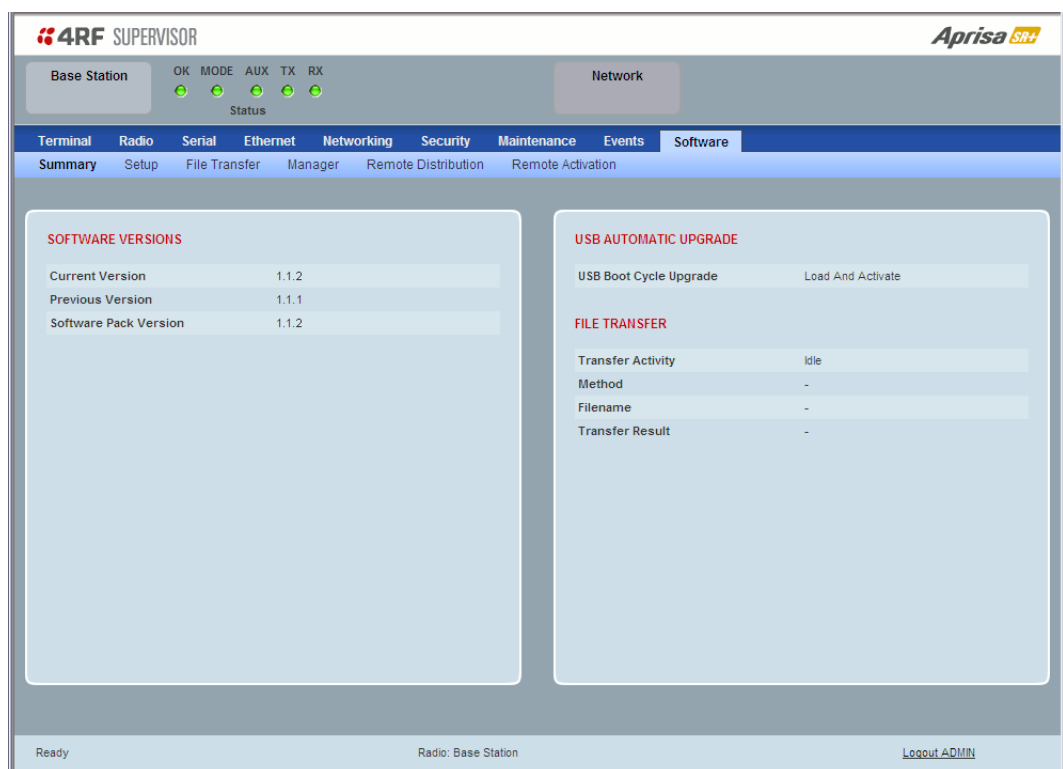 4RF SUPERVISOR
Aprisa SR+
Base Station
OK MODE AUX TX RX
Status
Network
Terminal Radio Serial Ethernet Networking Security Maintenance Events Software
Summary Setup File Transfer Manager Remote Distribution Remote Activation
SOFTWARE VERSIONS
Current Version 1.1.2
Previous Version 1.1.1
Software Pack Version 1.1.2
USB AUTOMATIC UPGRADE
USB Boot Cycle Upgrade Load And Activate
FILE TRANSFER
Transfer Activity Idle
Method -
Filename -
Transfer Result -
Ready Radio: Base Station Logout ADMIN